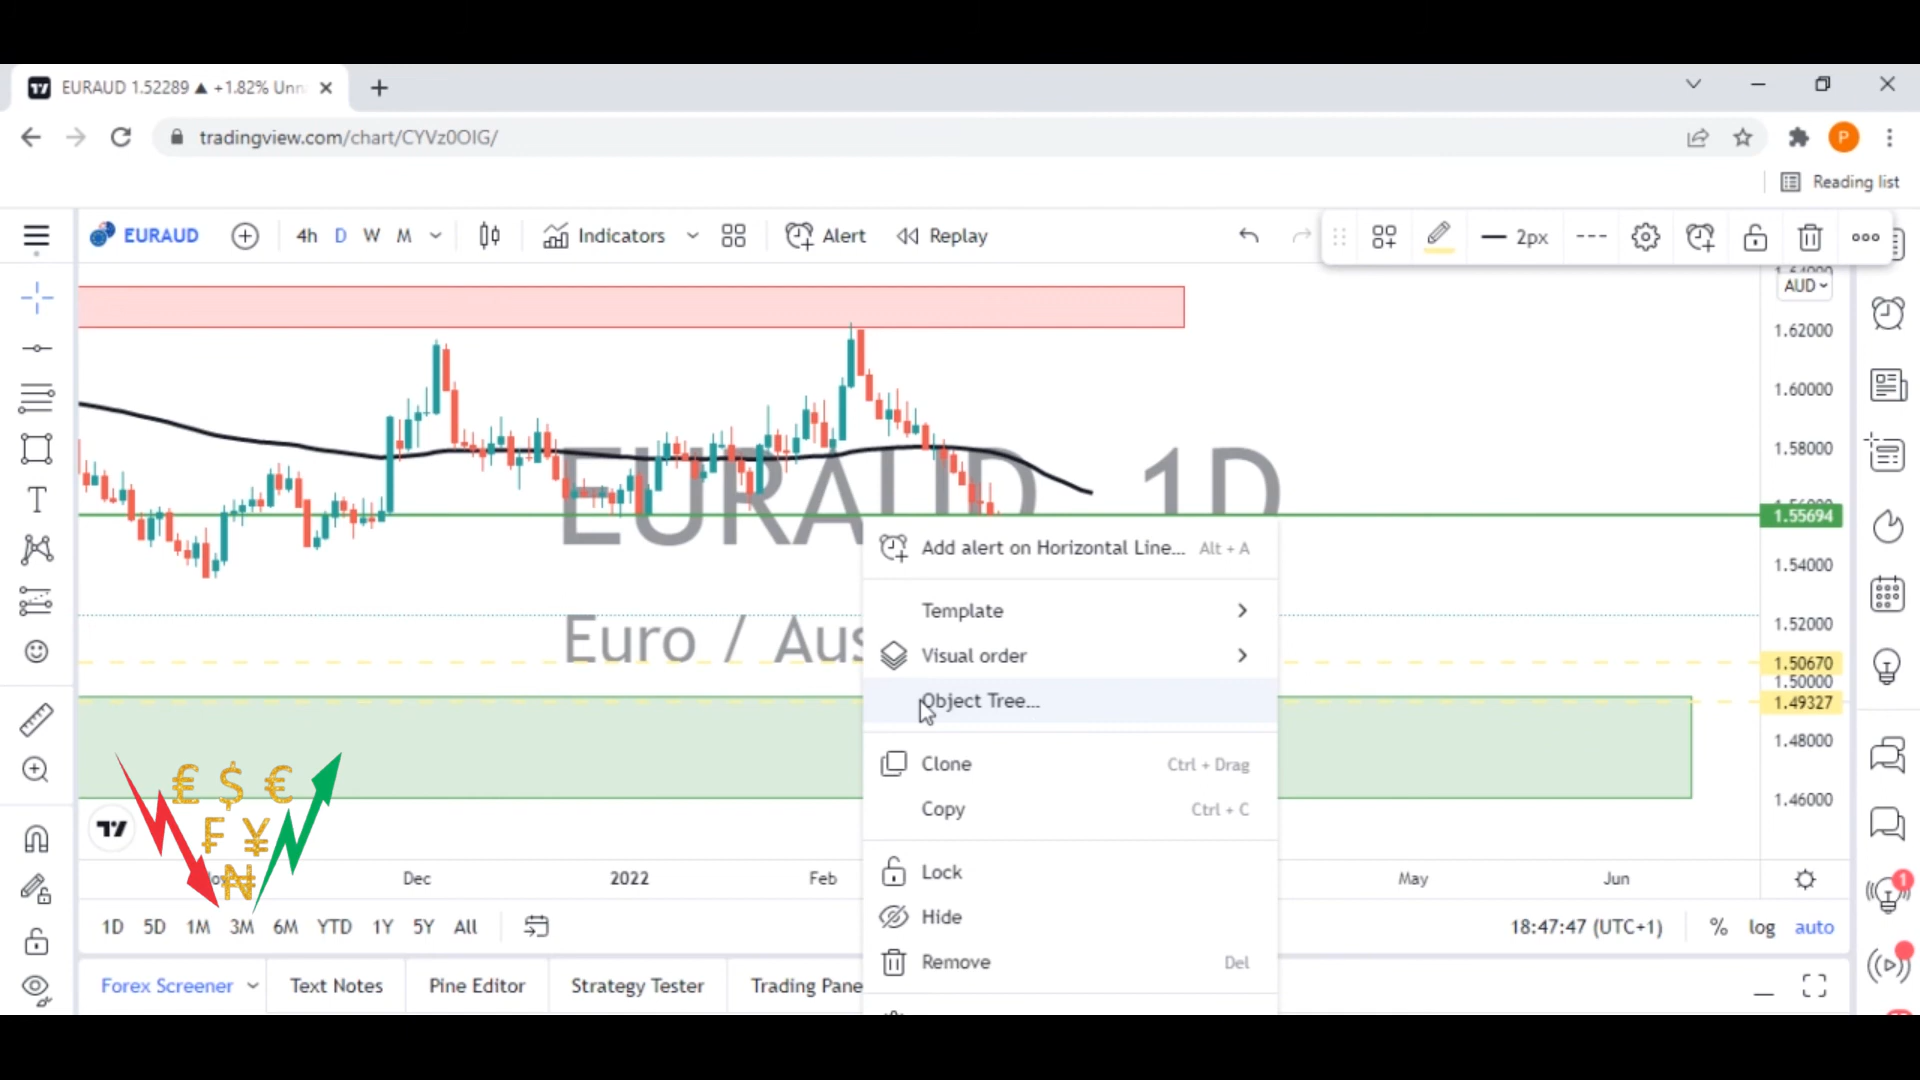 EURAUD 1.52289 ▲ +1.82% Unn
tradingview.com/chart/CYVz0OIG/
P
Reading list
EURAUD
4h D W M
Indicators
Alert
Replay
2px
AUD
1.62000
1.60000
1.58000
1.55694
1.54000
1.52000
1.50670
1.50000
1.49327
1.48000
1.46000
EURAUD 1D
Euro / Aus
Add alert on Horizontal Line... Alt + A
Template
Visual order
Object Tree...
Clone Ctrl + Drag
Copy Ctrl + C
Lock
Hide
Remove Del
£ $ €
₣ ¥
₦
Dec 2022 Feb May Jun
1D 5D 1M 3M 6M YTD 1Y 5Y All
18:47:47 (UTC+1) % log auto
Forex Screener Text Notes Pine Editor Strategy Tester Trading Pane
1